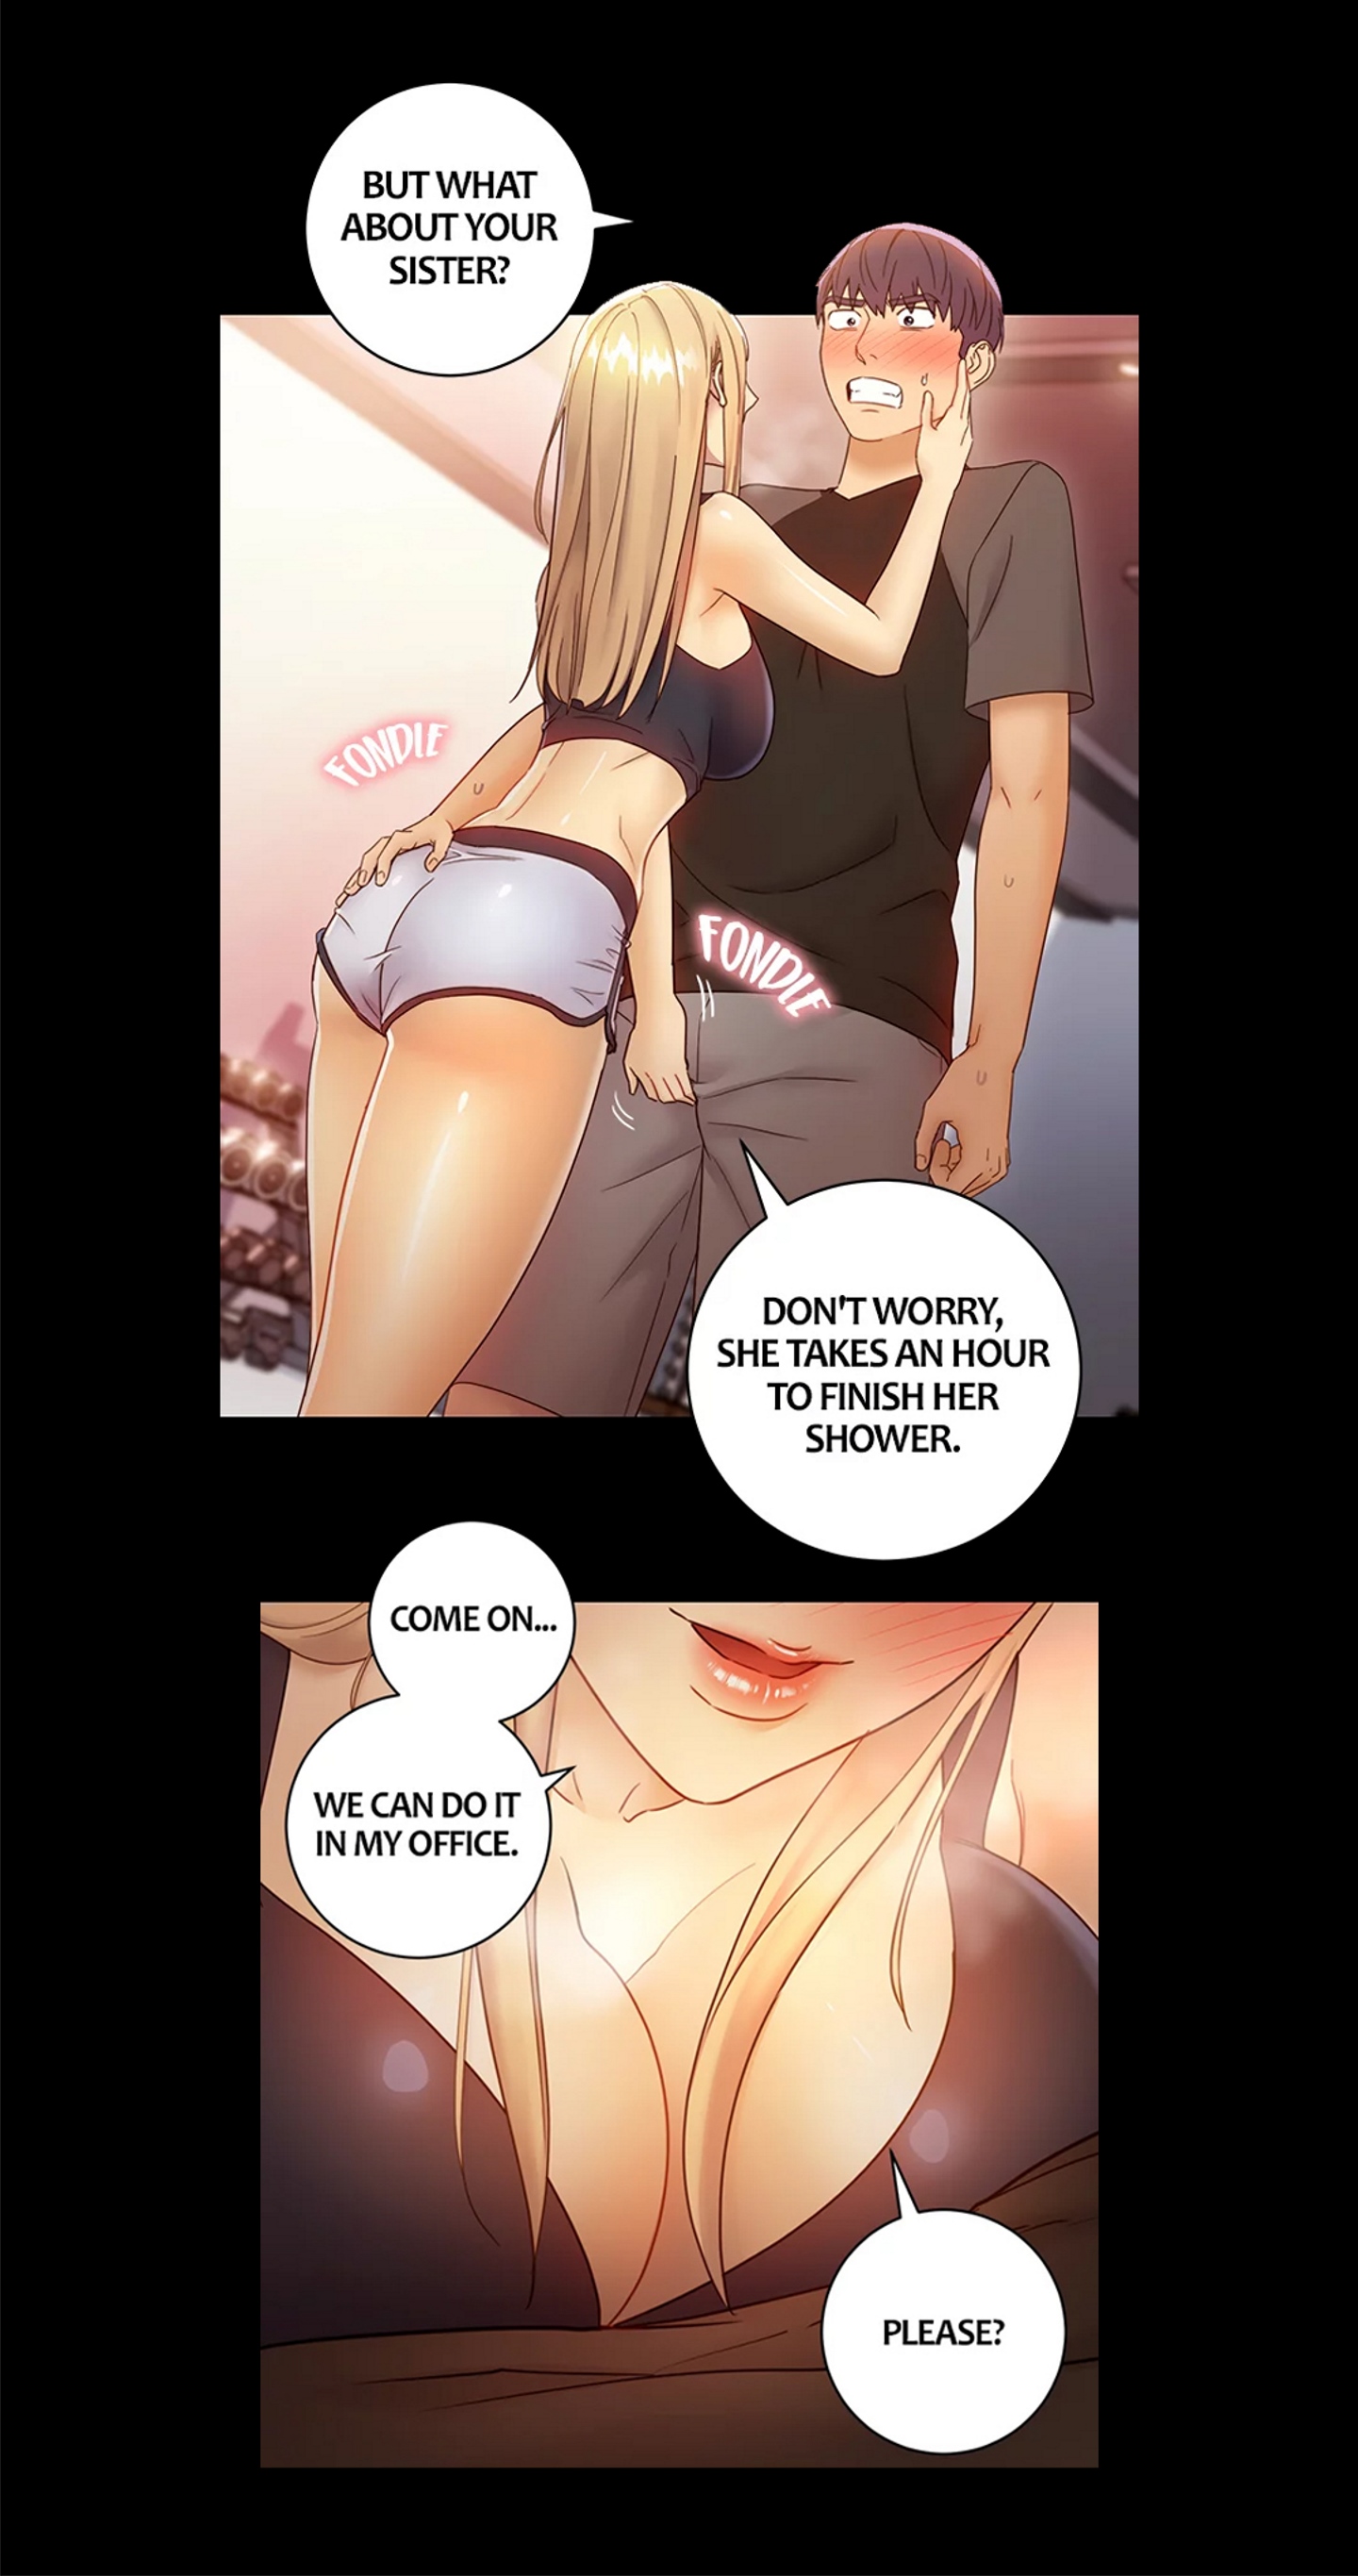 BUT WHAT
ABOUT YOUR
SISTER?
FONDLE
FONDLE
DON'T WORRY,
SHE TAKES AN HOUR
TO FINISH HER
SHOWER.
COME ON...
WE CAN DO IT
IN MY OFFICE.
PLEASE?